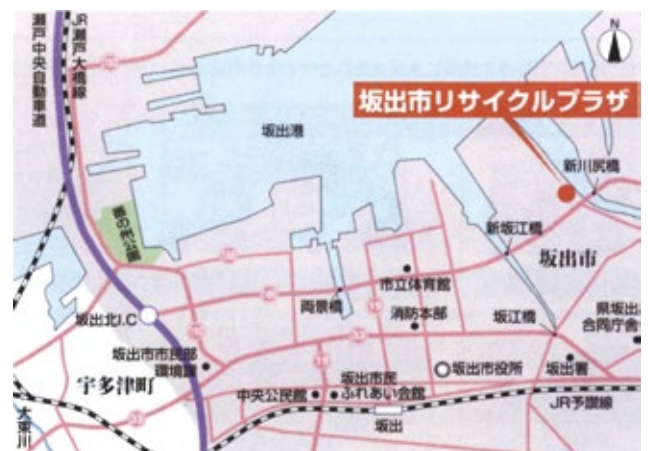 瀬戸中央自動車道
JR瀬戸大橋線
N
坂出市リサイクルプラザ
坂出港
新川尻橋
番の州公園
新坂江橋
坂出市
市立体育館
両景橋
消防本部
坂江橋
県坂出
合同庁舎
坂出北I.C
坂出市市民部
環境課
宇多津町
坂出市役所
坂出署
中央公民館
坂出市民
ふれあい会館
33
大束川
坂出
JR予讃線